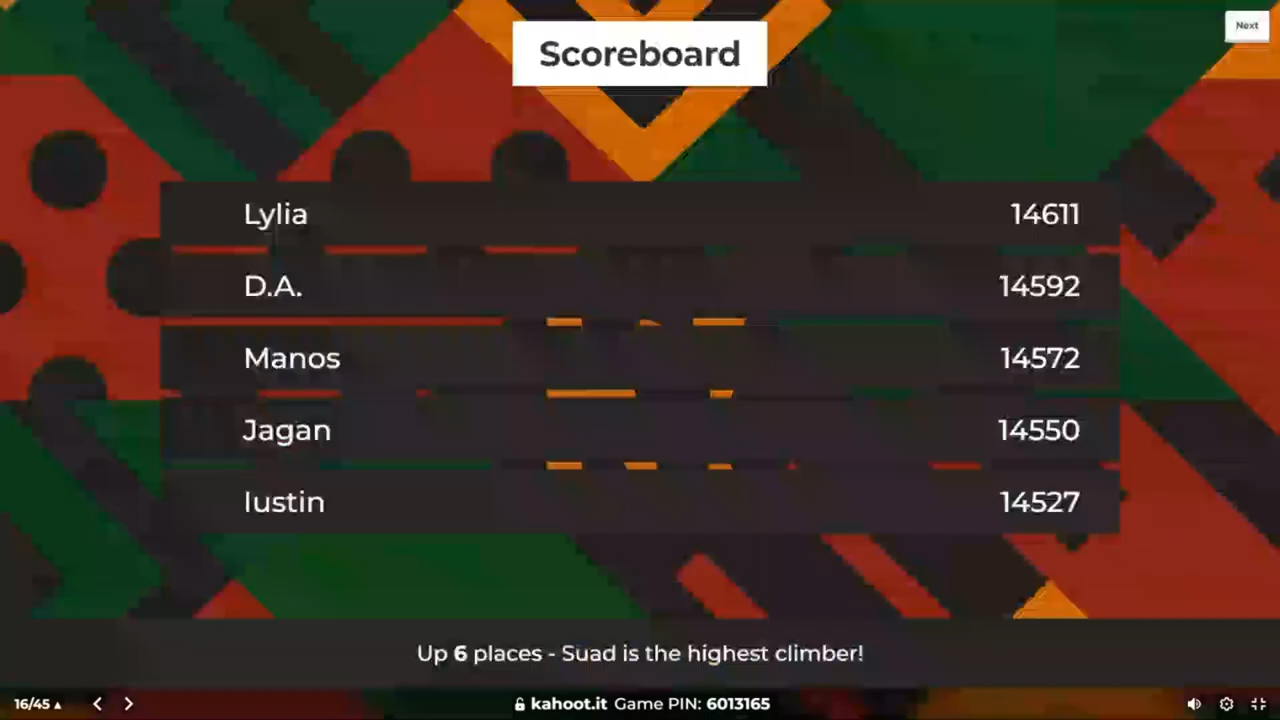 Scoreboard
Next
Lylia 14611
D.A. 14592
Manos 14572
Jagan 14550
Iustin 14527
Up 6 places - Suad is the highest climber!
16/45 kahoot.it Game PIN: 6013165